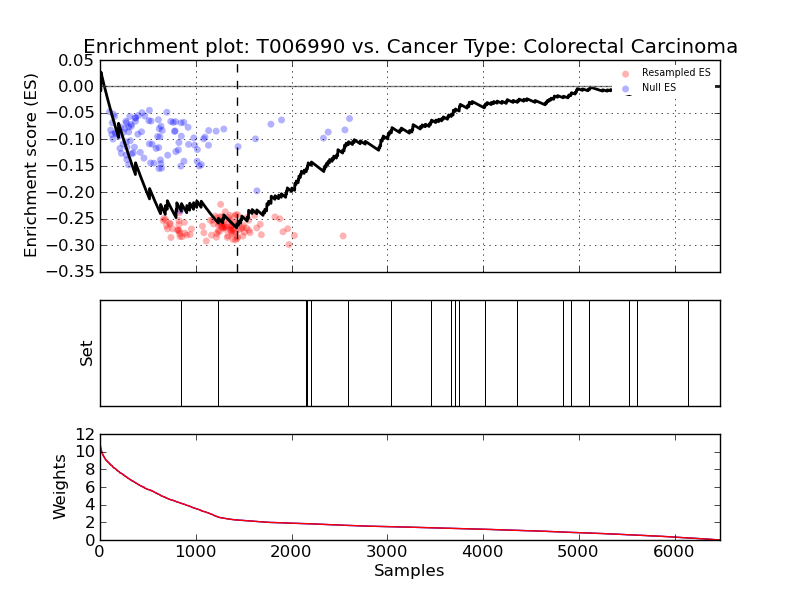 Enrichment plot: T006990 vs. Cancer Type: Colorectal Carcinoma
Enrichment score (ES)
0.05
0.00
−0.05
−0.10
−0.15
−0.20
−0.25
−0.30
−0.35
Resampled ES
Null ES
Set
Weights
12
10
8
6
4
2
0
0 1000 2000 3000 4000 5000 6000
Samples